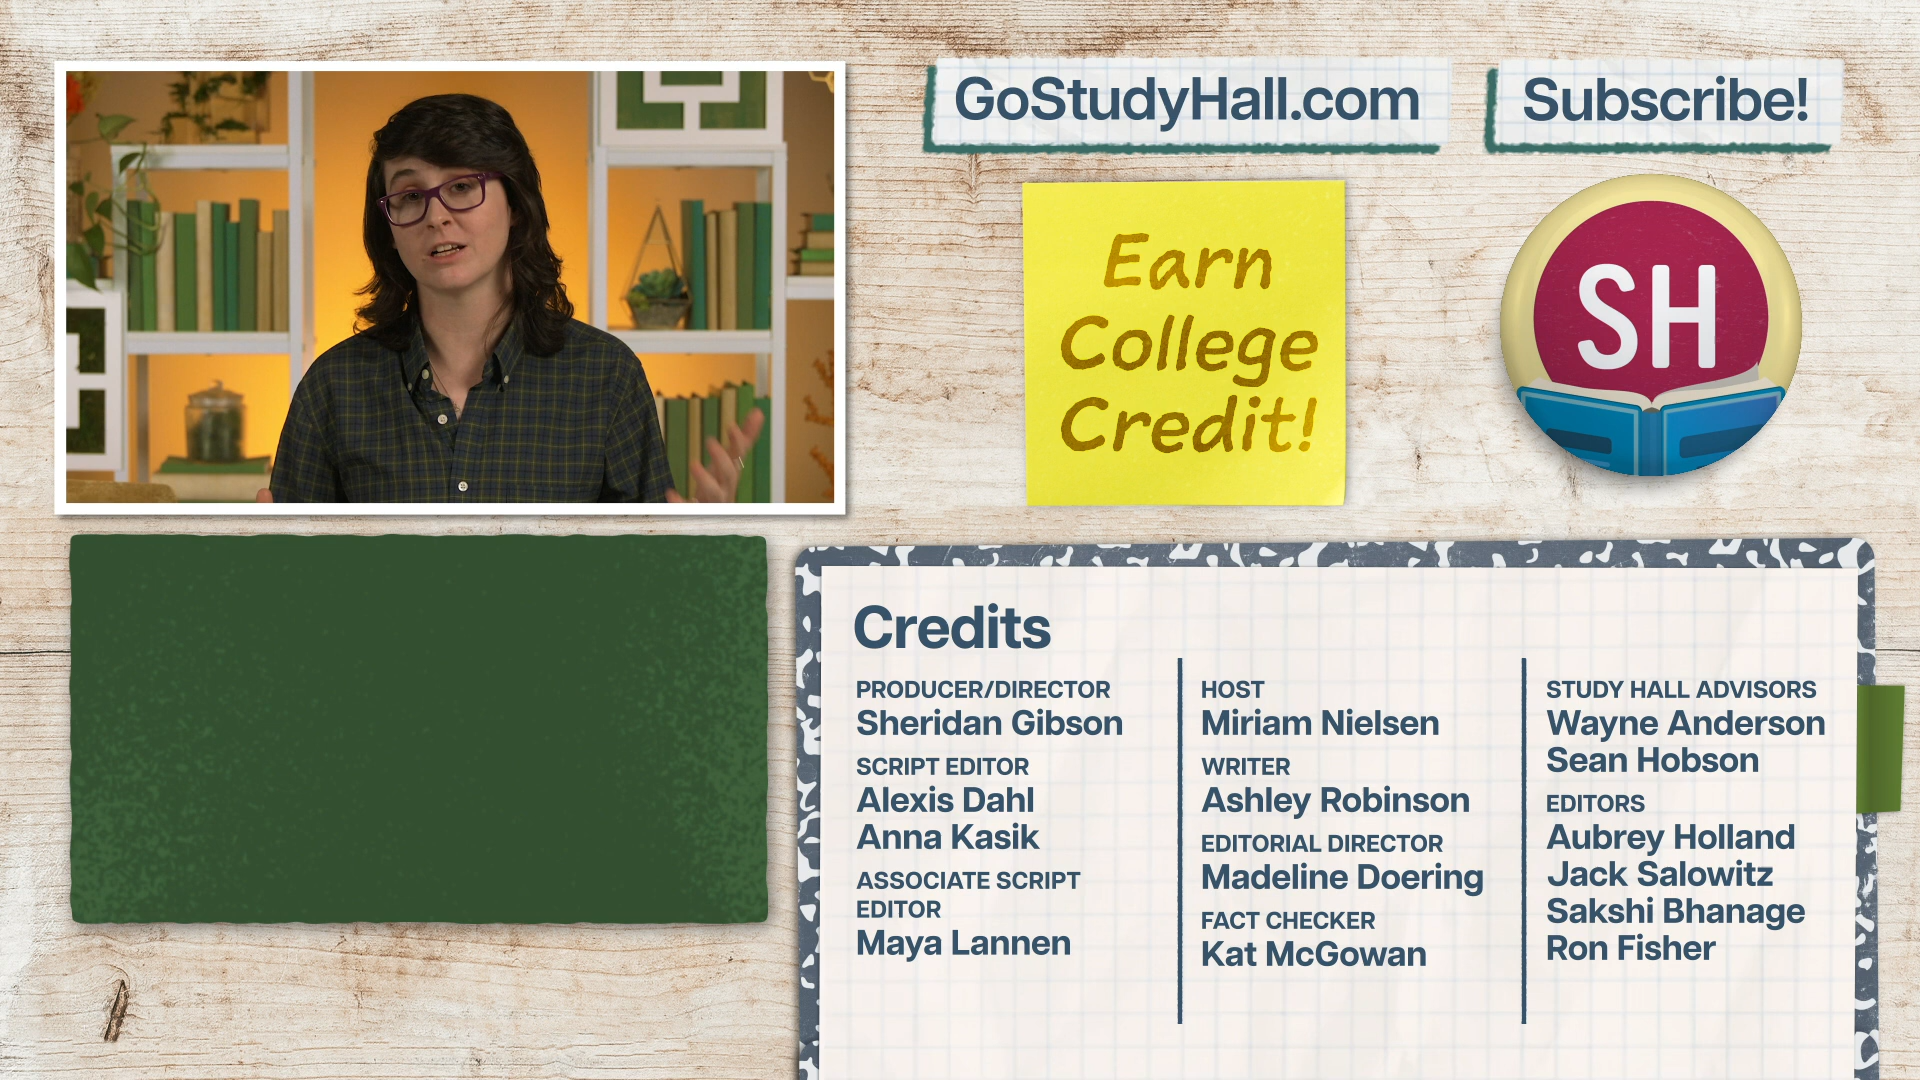 GoStudyHall.com
Subscribe!
Earn
College
Credit!
SH
Credits
PRODUCER/DIRECTOR
Sheridan Gibson
SCRIPT EDITOR
Alexis Dahl
Anna Kasik
ASSOCIATE SCRIPT
EDITOR
Maya Lannen
HOST
Miriam Nielsen
WRITER
Ashley Robinson
EDITORIAL DIRECTOR
Madeline Doering
FACT CHECKER
Kat McGowan
STUDY HALL ADVISORS
Wayne Anderson
Sean Hobson
EDITORS
Aubrey Holland
Jack Salowitz
Sakshi Bhanage
Ron Fisher